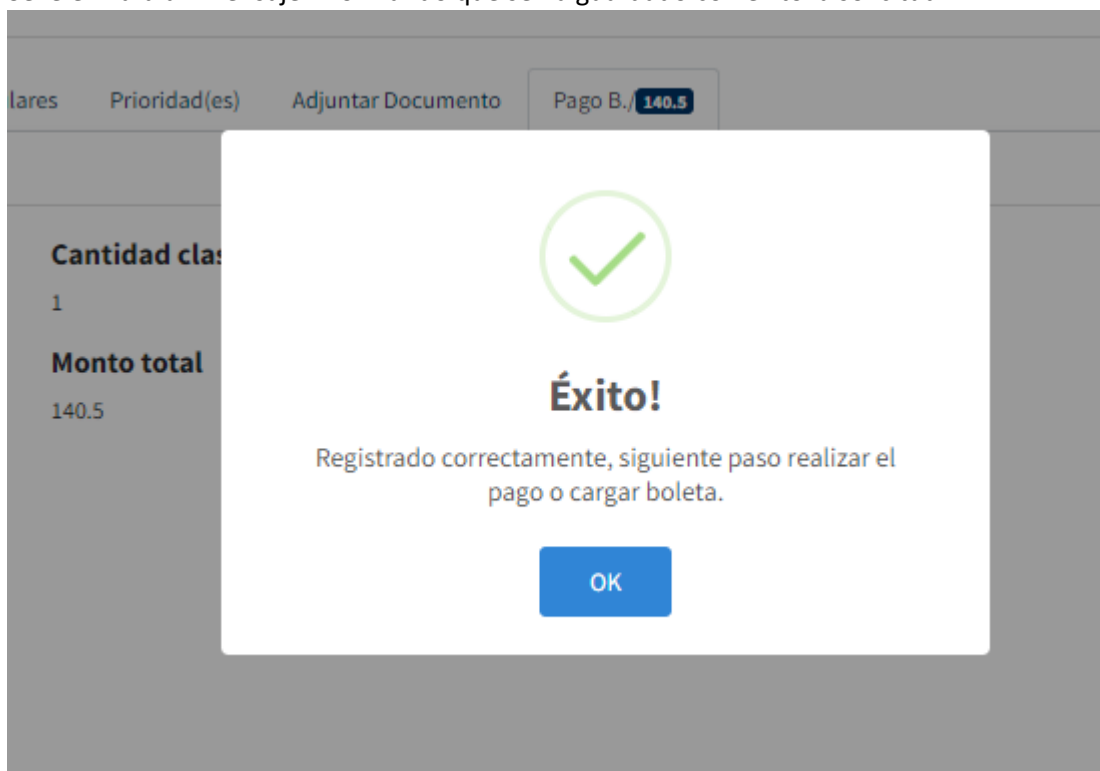 lares Prioridad(es) Adjuntar Documento Pago B./ 140.5
Cantidad clas
1
Monto total
140.5
Éxito!
Registrado correctamente, siguiente paso realizar el
pago o cargar boleta.
OK